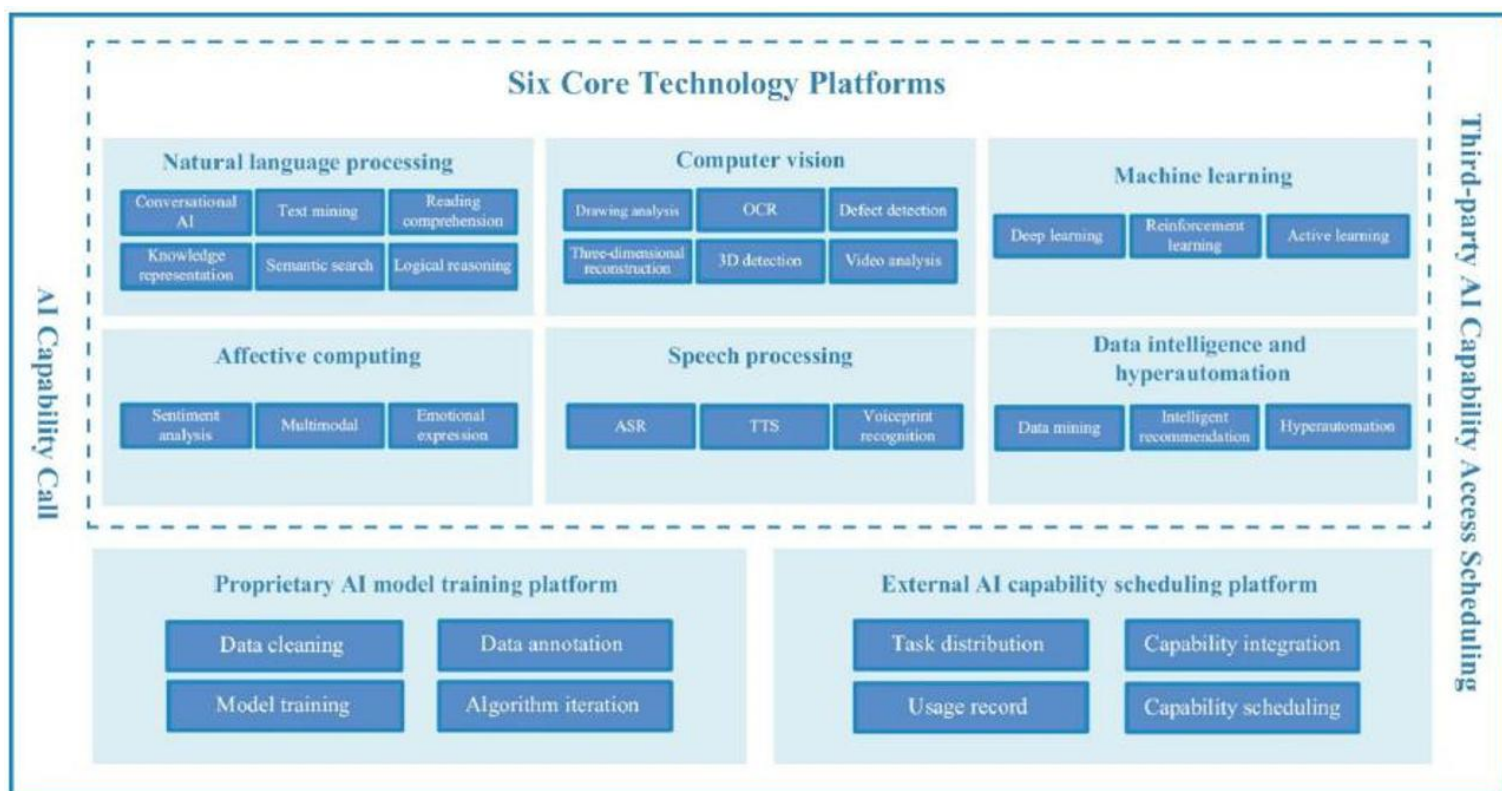 Six Core Technology Platforms
Natural language processing
Conversational
AI
Text mining
Reading
comprehension
Knowledge
representation
Semantic search
Logical reasoning
Computer vision
Drawing analysis
OCR
Defect detection
Three-dimensional
reconstruction
3D detection
Video analysis
Machine learning
Deep learning
Reinforcement
learning
Active learning
Affective computing
Sentiment
analysis
Multimodal
Emotional
expression
Speech processing
ASR
TTS
Voiceprint
recognition
Data intelligence and
hyperautomation
Data mining
Intelligent
recommendation
Hyperautomation
AI Capability Call
Third-party AI Capability Access Scheduling
Proprietary AI model training platform
Data cleaning
Data annotation
Model training
Algorithm iteration
External AI capability scheduling platform
Task distribution
Capability integration
Usage record
Capability scheduling